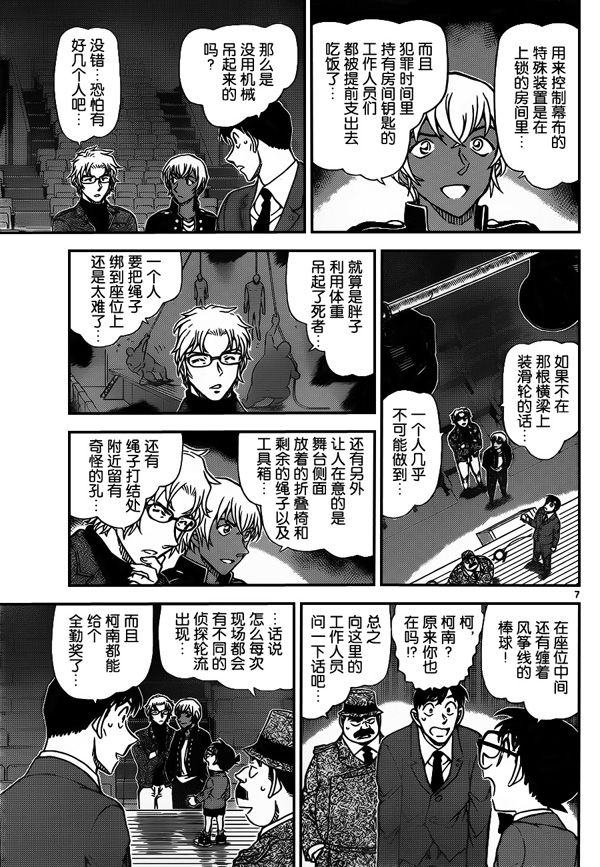 用来控制幕布的
特殊装置是在
上锁的房间里…
而且
犯罪时间里
持有房间钥匙的
工作人员们
都被提前支出去
吃饭了…
那么是
没用机械
吊起来的
吗?
没错…恐怕有
好几个人吧…
如果不在
那根横梁上
装滑轮的话…
一个人几乎
不可能做到…
就算是胖子
利用体重
吊起了死者…
一个人
要把绳子
绑到座位上
还是太难了…
还有另外
让人在意的是
舞台侧面
放着的折叠椅和
剩余的绳子以及
工具箱…
还有
绳子打结处
附近留有
奇怪的孔…
7
在座位中间
还有缠着
风筝线的
棒球!
柯,
柯南?
原来你也
在吗!?
总之
向这里的
工作人员
问一下话吧…
…话说
怎么每次
现场都会
有不同的
侦探轮流
出现…
而且
柯南都能
给个
全勤奖了…